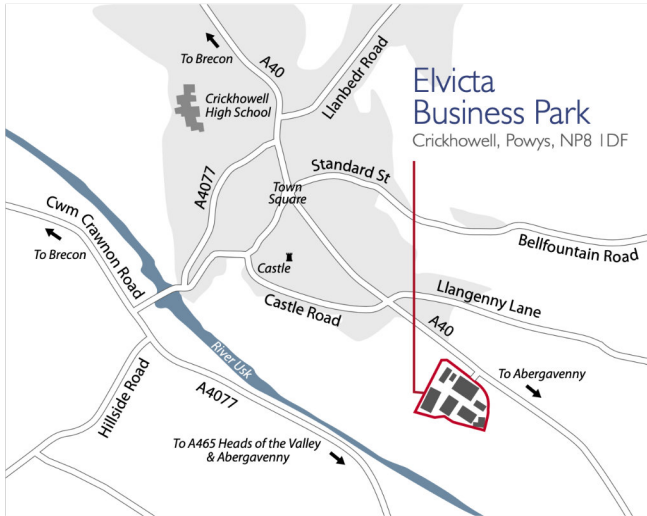 To Brecon
A40
Llanbedr Road
Crickhowell
High School
Elvicta
Business Park
Crickhowell, Powys, NP8 1DF
A4077
Standard St
Town
Square
Cwm Crawnon Road
To Brecon
Bellfountain Road
Castle
Castle Road
Llangenny Lane
A40
River Usk
Hillside Road
A4077
To Abergavenny
To A465 Heads of the Valley
& Abergavenny